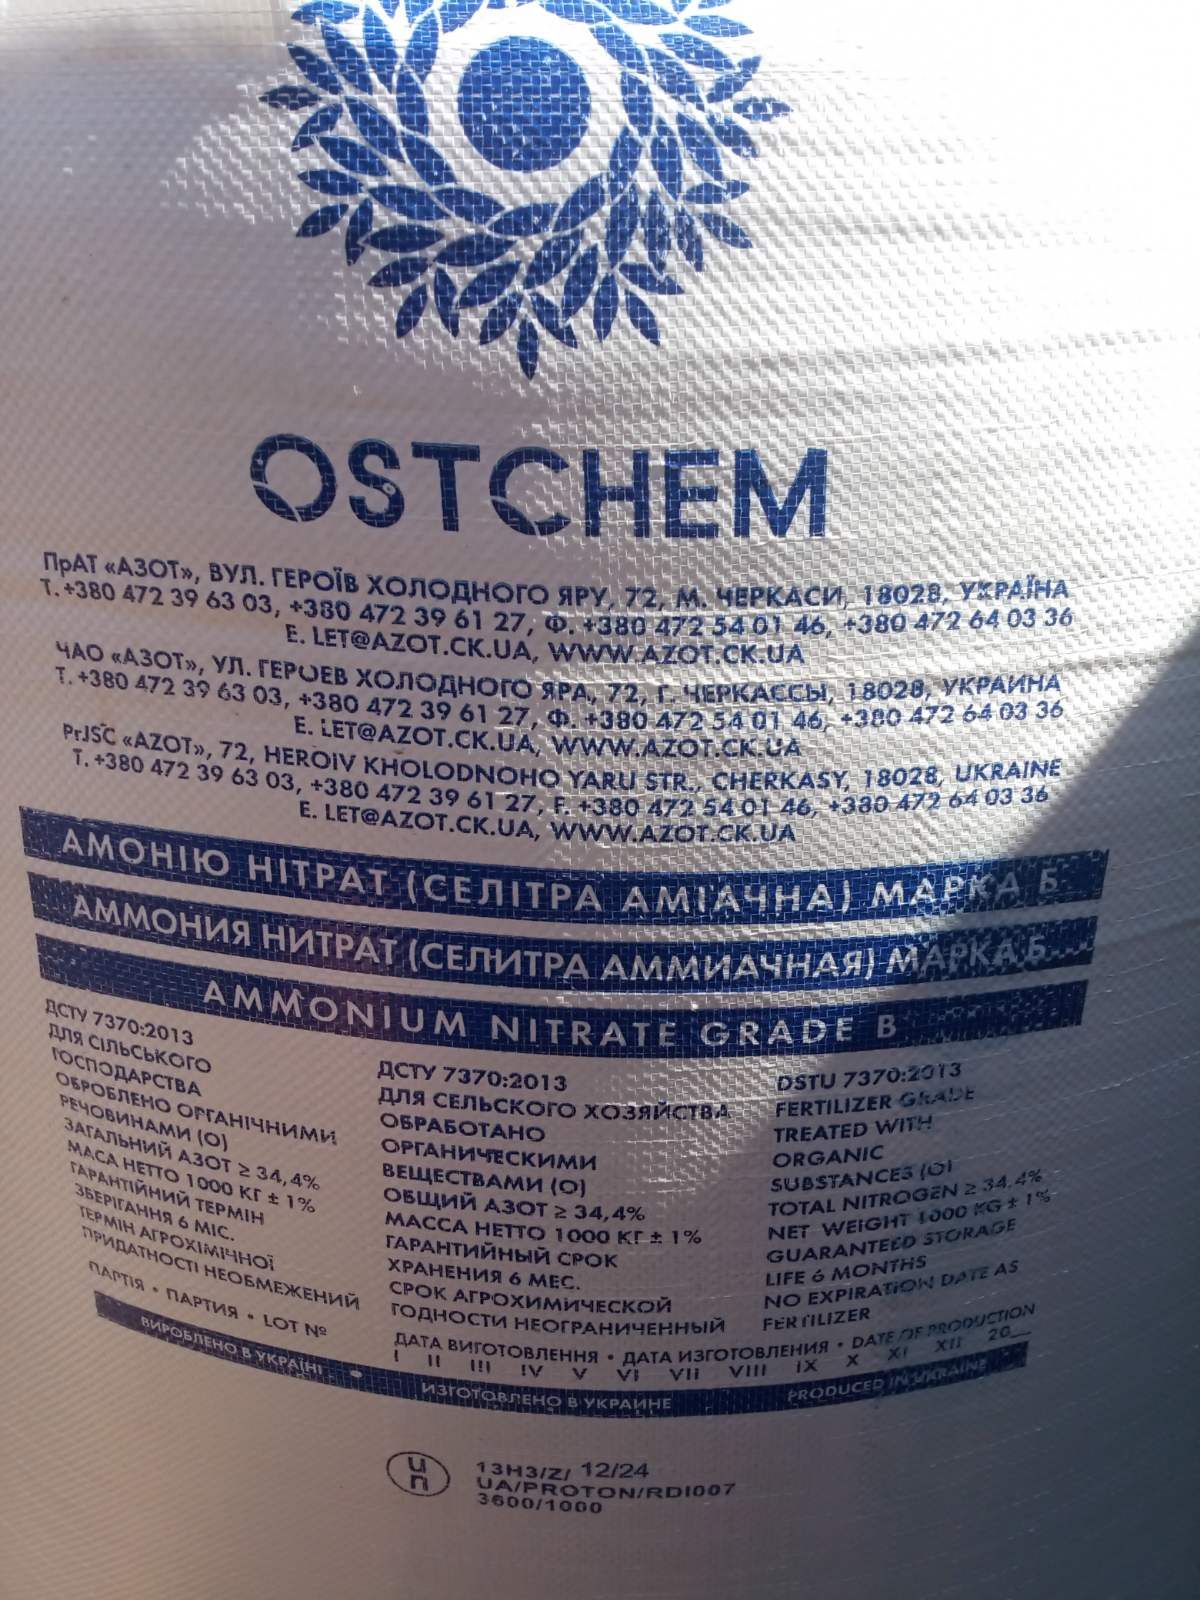 OSTCHEM
ПрАТ «АЗОТ», ВУЛ. ГЕРОЇВ ХОЛОДНОГО ЯРУ, 72, М. ЧЕРКАСИ, 18028, УКРАЇНА
Т. +380 472 39 63 03, +380 472 39 61 27, Ф. +380 472 54 01 46, +380 472 64 03 36
E. LET@AZOT.CK.UA, WWW.AZOT.CK.UA
ЧАО «АЗОТ», УЛ. ГЕРОЕВ ХОЛОДНОГО ЯРА, 72, Г. ЧЕРКАССЫ, 18028, УКРАИНА
Т. +380 472 39 63 03, +380 472 39 61 27, Ф. +380 472 54 01 46, +380 472 64 03 36
E. LET@AZOT.CK.UA, WWW.AZOT.CK.UA
PrJSC «AZOT», 72, HEROIV KHOLODNOHO YARU STR., CHERKASY, 18028, UKRAINE
T. +380 472 39 63 03, +380 472 39 61 27, F. +380 472 54 01 46, +380 472 64 03 36
E. LET@AZOT.CK.UA, WWW.AZOT.CK.UA
АМОНІЮ НІТРАТ (СЕЛІТРА АМІАЧНА) МАРКА Б
АММОНИЯ НИТРАТ (СЕЛИТРА АММИАЧНАЯ) МАРКА Б
AMMONIUM NITRATE GRADE B
ДСТУ 7370:2013
ДЛЯ СІЛЬСЬКОГО
ГОСПОДАРСТВА
ОБРОБЛЕНО ОРГАНІЧНИМИ
РЕЧОВИНАМИ (О)
ЗАГАЛЬНИЙ АЗОТ ≥ 34,4%
МАСА НЕТТО 1000 КГ ± 1%
ГАРАНТІЙНИЙ ТЕРМІН
ЗБЕРІГАННЯ 6 МІС.
ТЕРМІН АГРОХІМІЧНОЇ
ПРИДАТНОСТІ НЕОБМЕЖЕНИЙ
ДСТУ 7370:2013
ДЛЯ СЕЛЬСКОГО ХОЗЯЙСТВА
ОБРАБОТАНО
ОРГАНИЧЕСКИМИ
ВЕЩЕСТВАМИ (О)
ОБЩИЙ АЗОТ ≥ 34,4%
МАССА НЕТТО 1000 КГ ± 1%
ГАРАНТИЙНЫЙ СРОК
ХРАНЕНИЯ 6 МЕС.
СРОК АГРОХИМИЧЕСКОЙ
ГОДНОСТИ НЕОГРАНИЧЕННЫЙ
DSTU 7370:2013
FERTILIZER GRADE
TREATED WITH
ORGANIC
SUBSTANCES (O)
TOTAL NITROGEN ≥ 34.4%
NET WEIGHT 1000 KG ± 1%
GUARANTEED STORAGE
LIFE 6 MONTHS
NO EXPIRATION DATE AS
FERTILIZER
ПАРТІЯ • ПАРТИЯ • LOT №
ДАТА ВИГОТОВЛЕННЯ • ДАТА ИЗГОТОВЛЕНИЯ • DATE OF PRODUCTION
I II III IV V VI VII VIII IX X XI XII 20__
ВИРОБЛЕНО В УКРАЇНІ • ИЗГОТОВЛЕНО В УКРАИНЕ PRODUCED IN UKRAINE
un
13H3/Z/ 12/24
UA/PROTON/RDI007
3600/1000